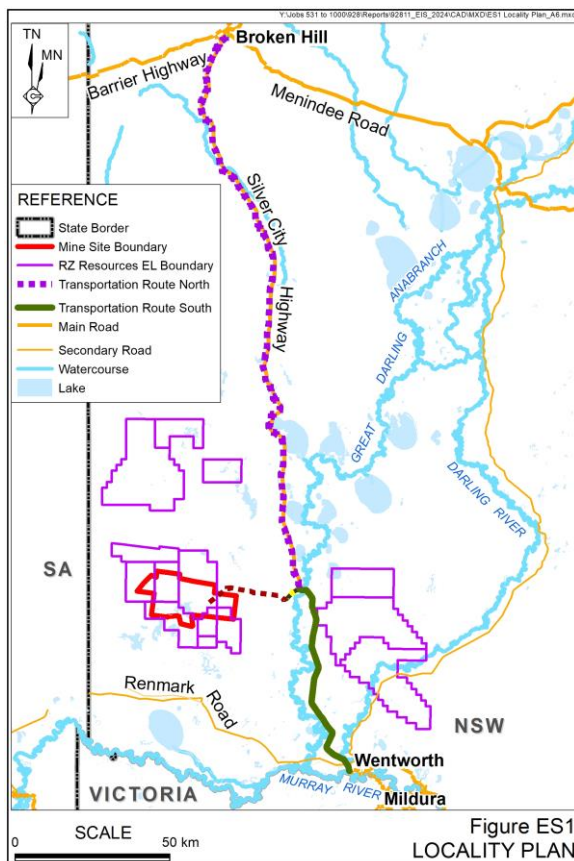 Y:\Jobs 531 to 1000\928\Reports\92811_EIS_2024\CAD\MXD\ES1 Locality Plan_A6.mxd
TN
MN
Broken Hill
Barrier Highway
Menindee Road
Silver City
Highway
REFERENCE
State Border
Mine Site Boundary
RZ Resources EL Boundary
Transportation Route North
Transportation Route South
Main Road
Secondary Road
Watercourse
Lake
GREAT DARLING ANABRANCH
DARLING RIVER
SA
Renmark Road
NSW
Wentworth
MURRAY RIVER
Mildura
VICTORIA
SCALE
0 50 km
Figure ES1
LOCALITY PLAN